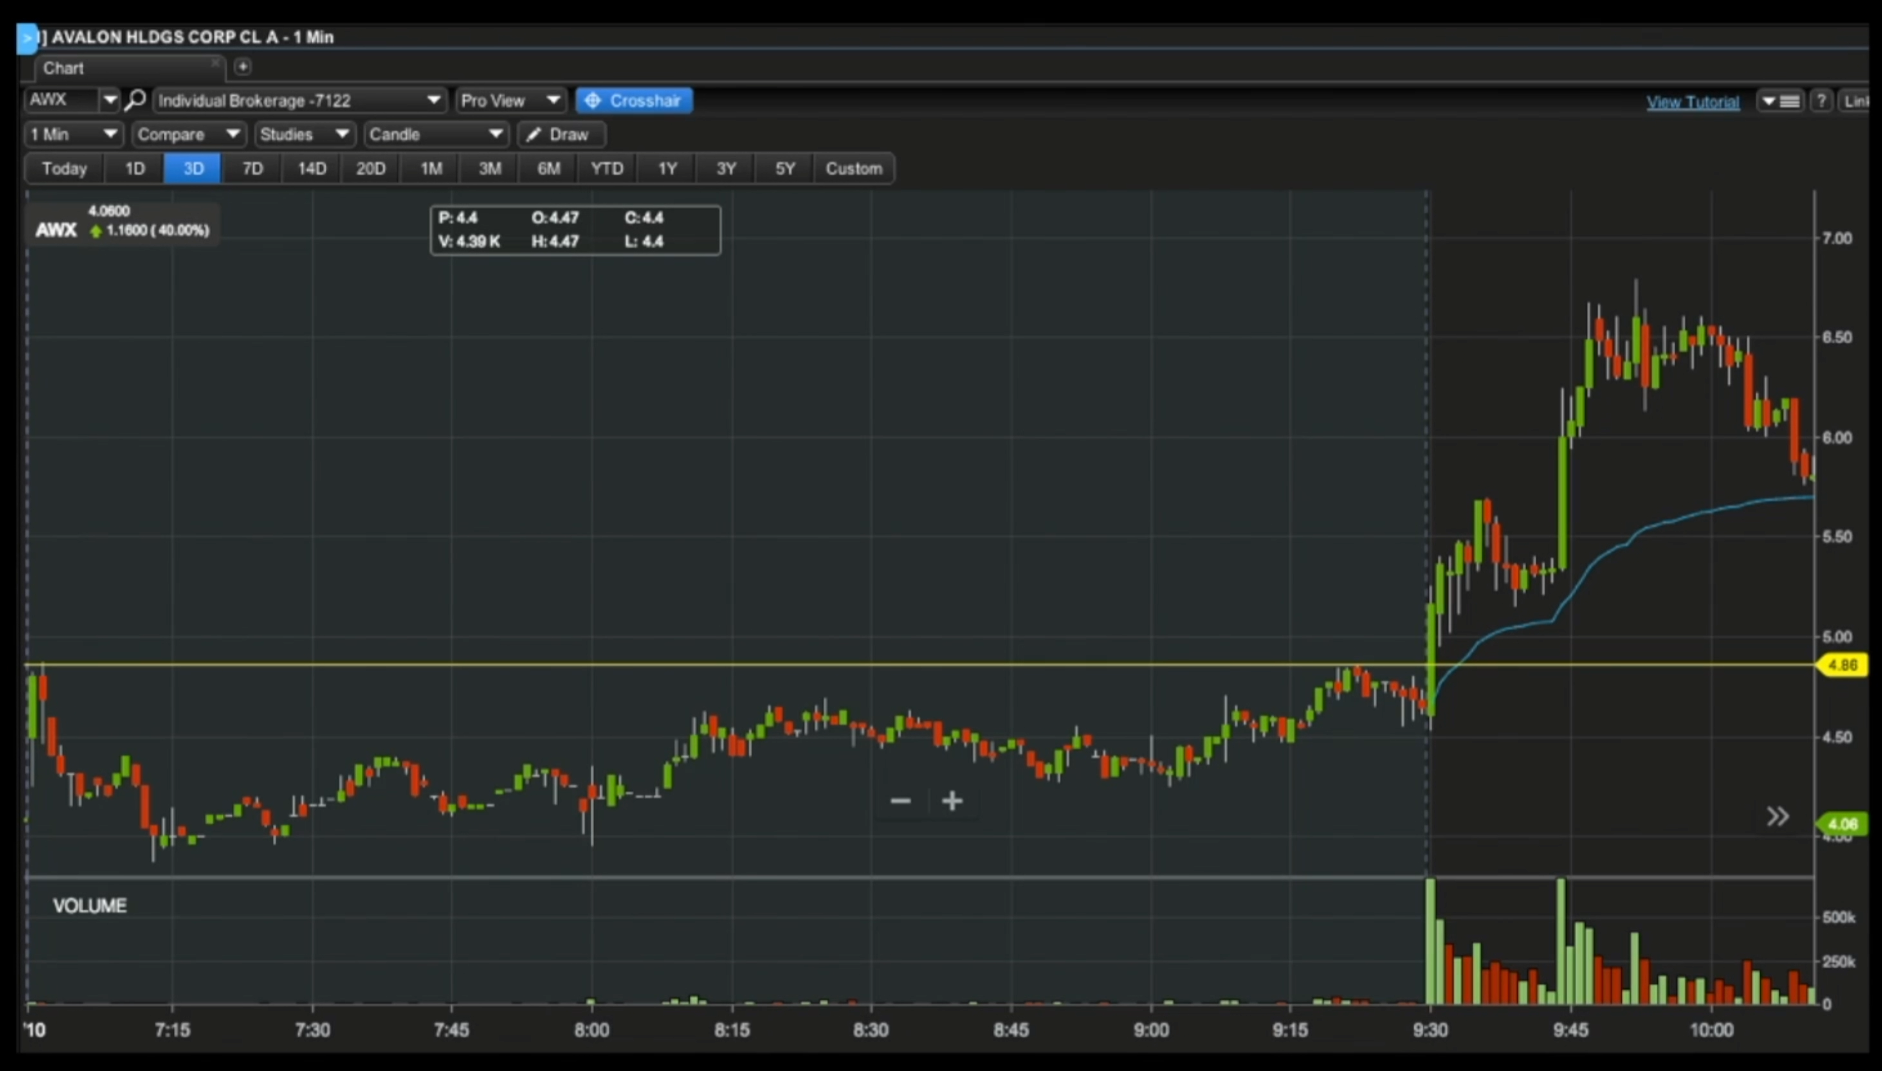 1] AVALON HLDGS CORP CL A - 1 Min
Chart
AWX Individual Brokerage -7122 Pro View Crosshair View Tutorial ?
1 Min Compare Studies Candle Draw
Today 1D 3D 7D 14D 20D 1M 3M 6M YTD 1Y 3Y 5Y Custom
4.0600
AWX 1.1600 (40.00%)
P: 4.4 O: 4.47 C: 4.4
V: 4.39 K H: 4.47 L: 4.4
7.00
6.50
6.00
5.50
5.00
4.86
4.50
4.06
4.00
VOLUME
500k
250k
0
'10 7:15 7:30 7:45 8:00 8:15 8:30 8:45 9:00 9:15 9:30 9:45 10:00